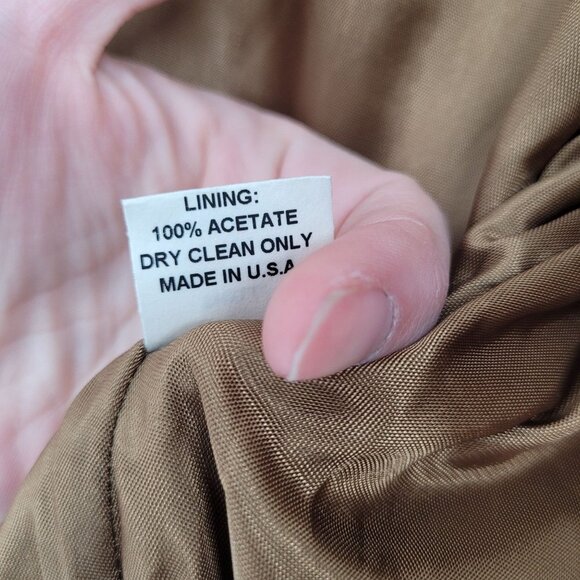 LINING:
100% ACETATE
DRY CLEAN ONLY
MADE IN U.S.A